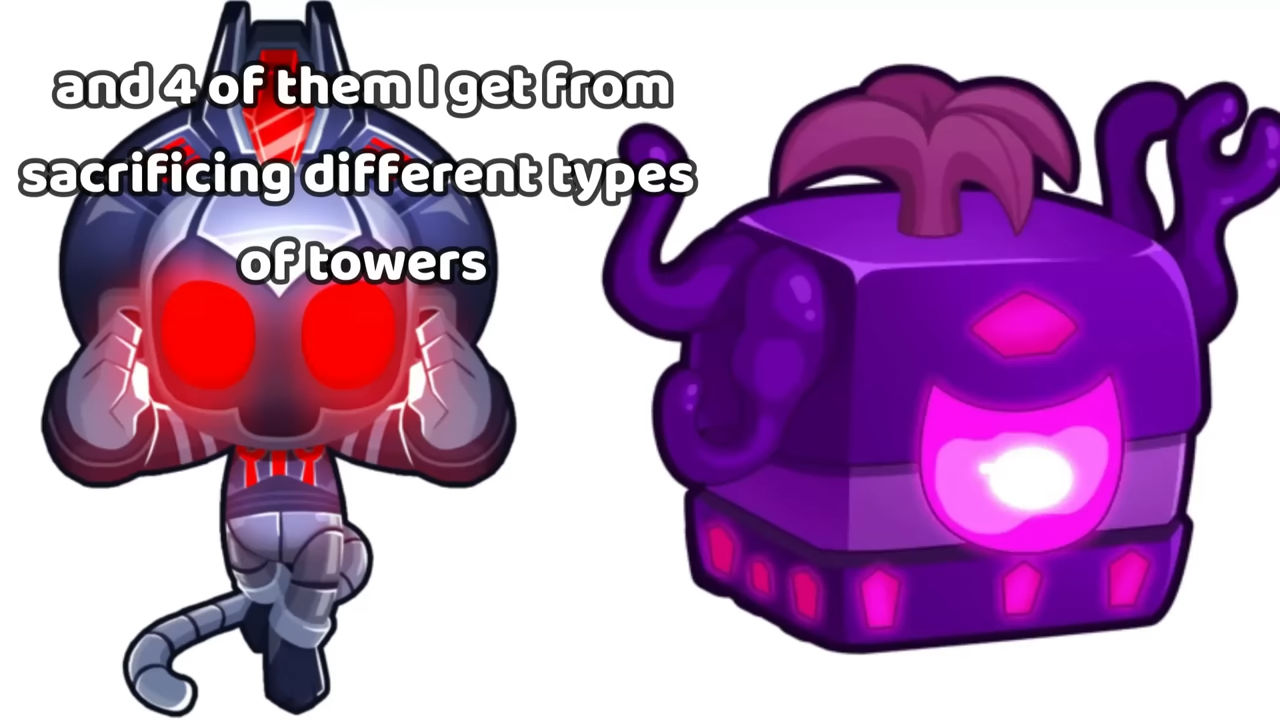 and 4 of them I get from
sacrificing different types
of towers